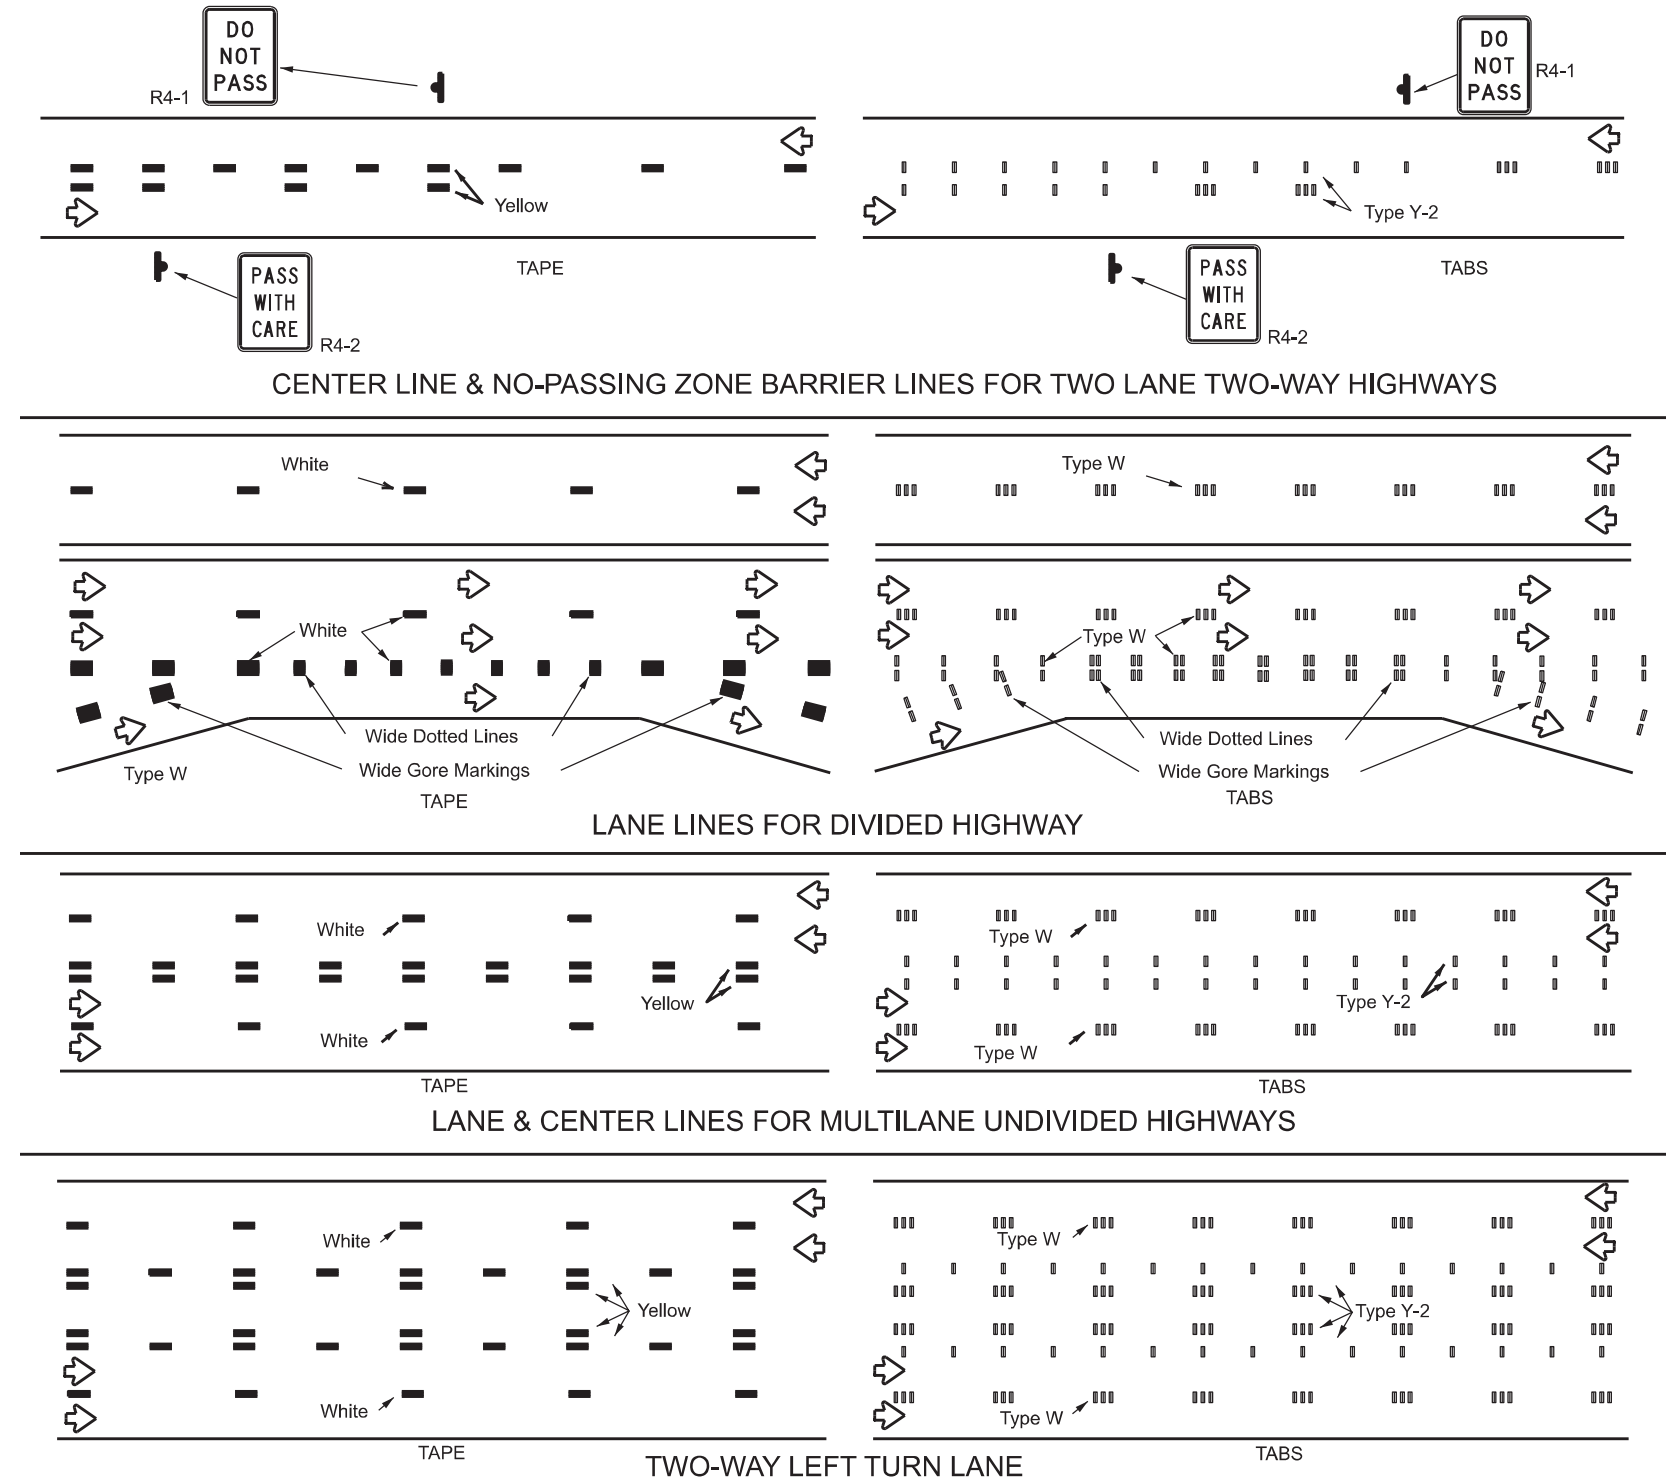 DO
NOT
PASS
R4-1
Yellow
TAPE
PASS
WITH
CARE
R4-2
DO
NOT
PASS
R4-1
Type Y-2
TABS
PASS
WITH
CARE
R4-2
CENTER LINE & NO-PASSING ZONE BARRIER LINES FOR TWO LANE TWO-WAY HIGHWAYS
White
Type W
White
Wide Dotted Lines
Type W
Wide Gore Markings
TAPE
Type W
Wide Dotted Lines
Wide Gore Markings
TABS
LANE LINES FOR DIVIDED HIGHWAY
White
Yellow
White
TAPE
Type W
Type Y-2
Type W
TABS
LANE & CENTER LINES FOR MULTILANE UNDIVIDED HIGHWAYS
White
Yellow
White
TAPE
Type W
Type Y-2
Type W
TABS
TWO-WAY LEFT TURN LANE